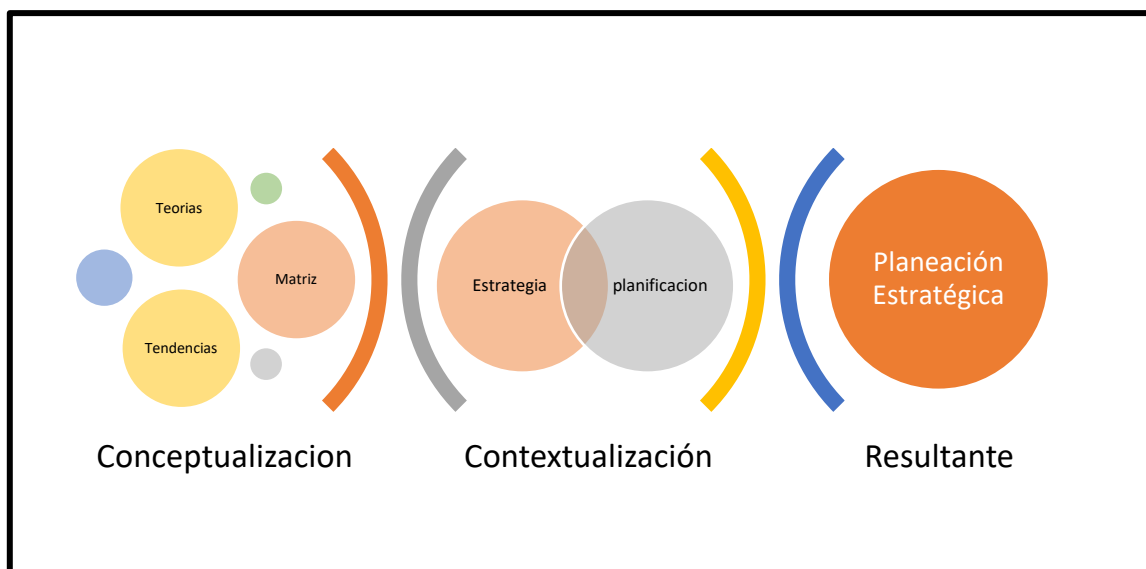 Teorias
Matriz
Tendencias
Conceptualizacion
Estrategia
planificacion
Contextualización
Planeación
Estratégica
Resultante